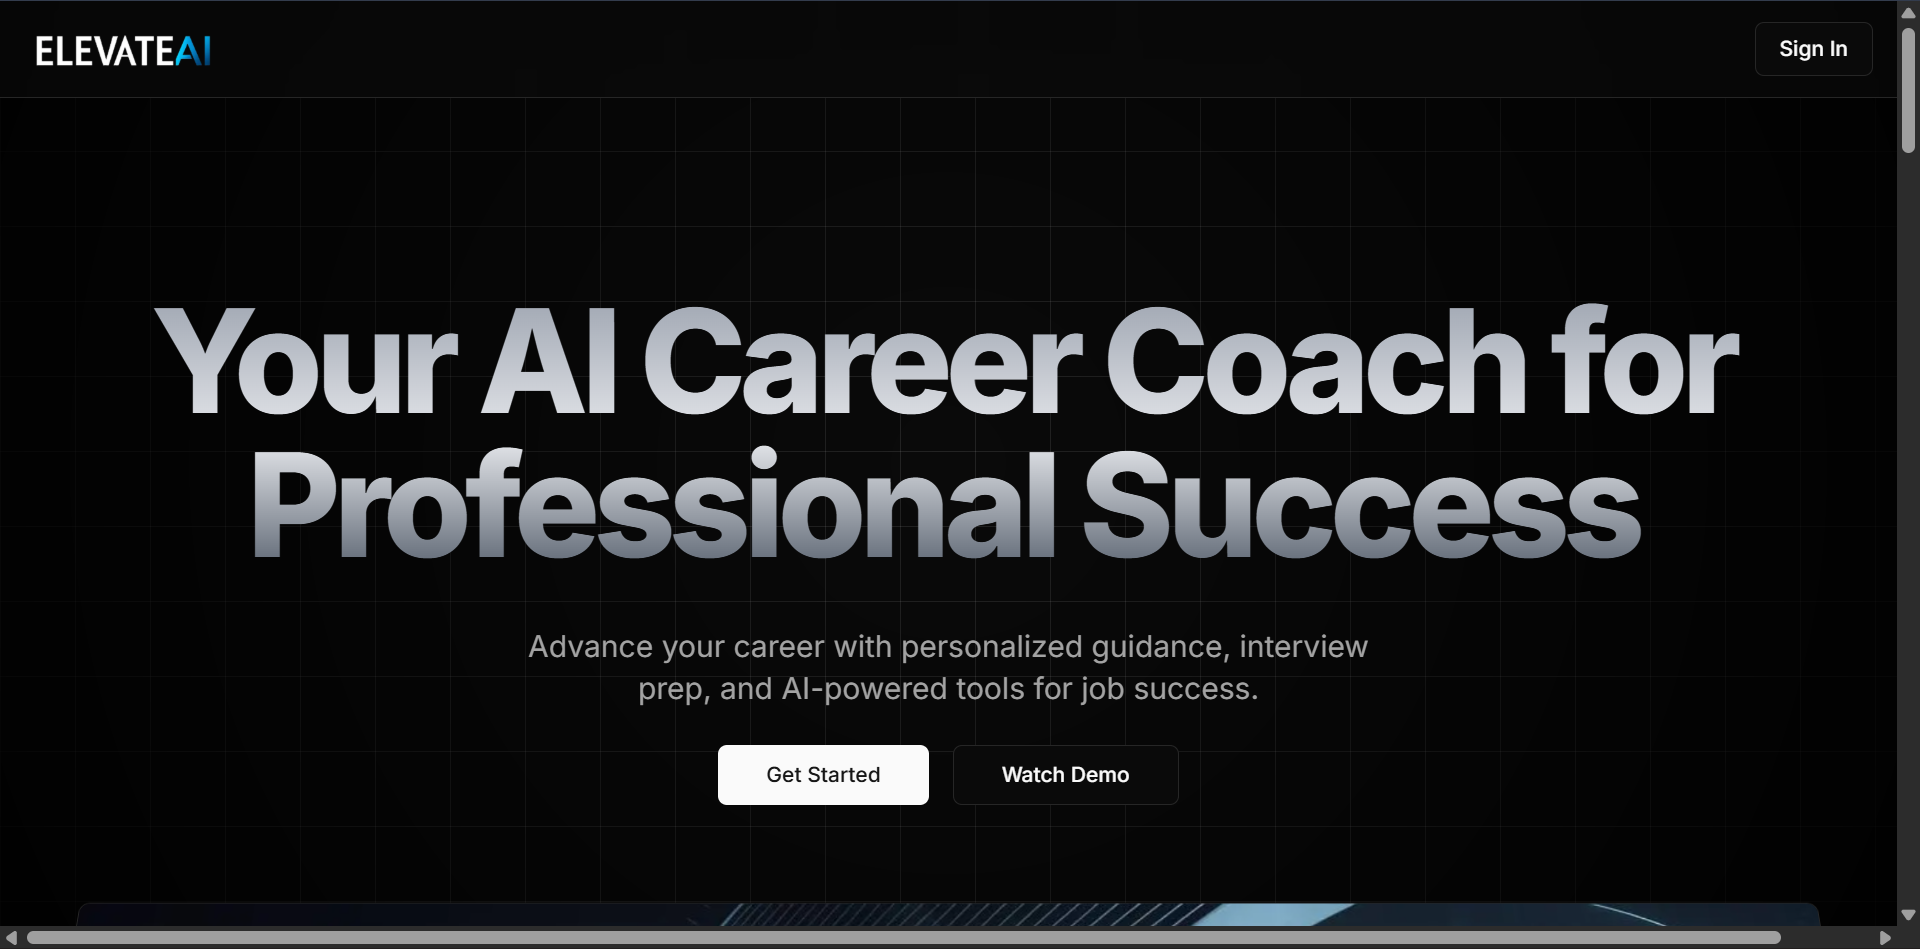 ELEVATEAI
Sign In
Your AI Career Coach for
Professional Success
Advance your career with personalized guidance, interview
prep, and AI-powered tools for job success.
Get Started
Watch Demo